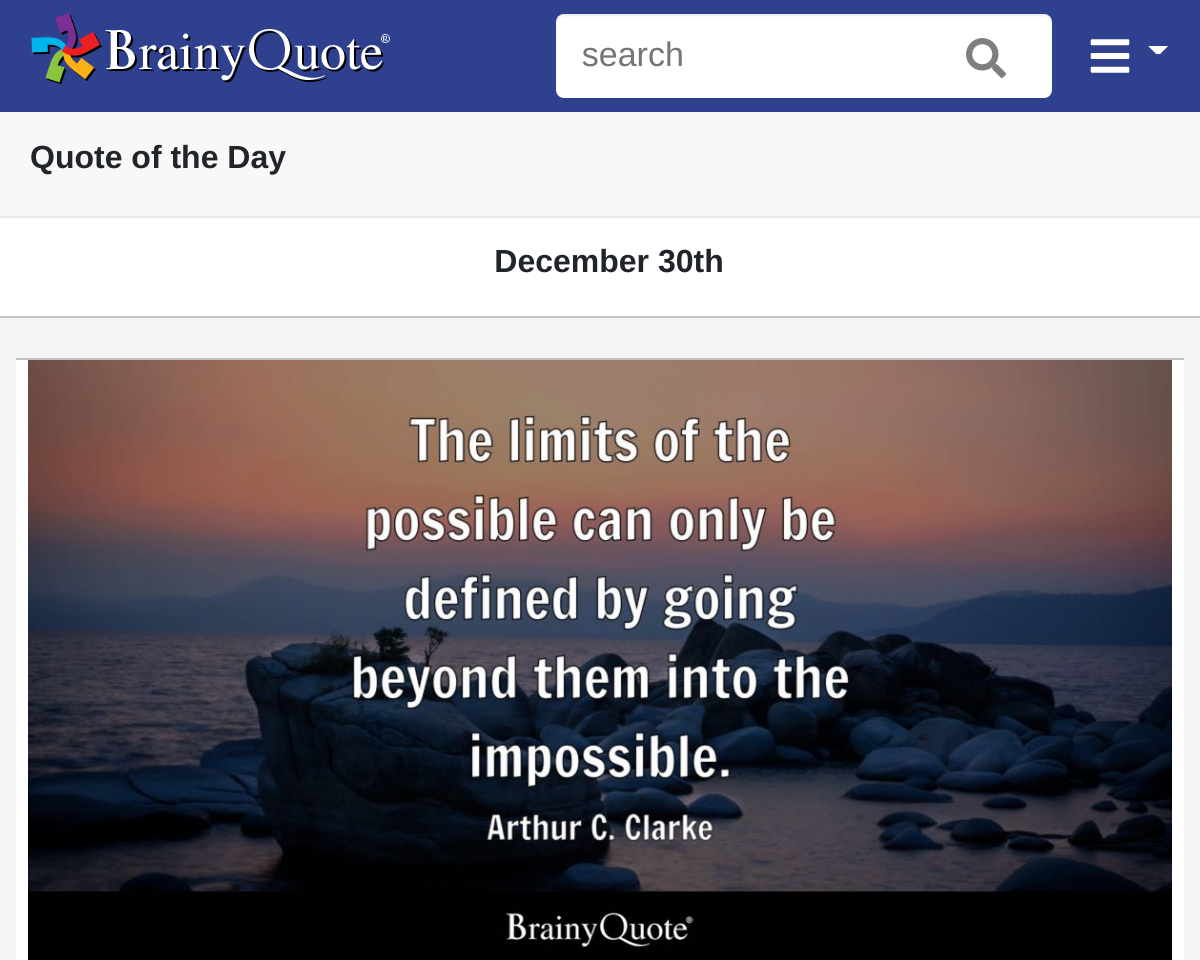 BrainyQuote®
search
Quote of the Day
December 30th
The limits of the
possible can only be
defined by going
beyond them into the
impossible.
Arthur C. Clarke
BrainyQuote®